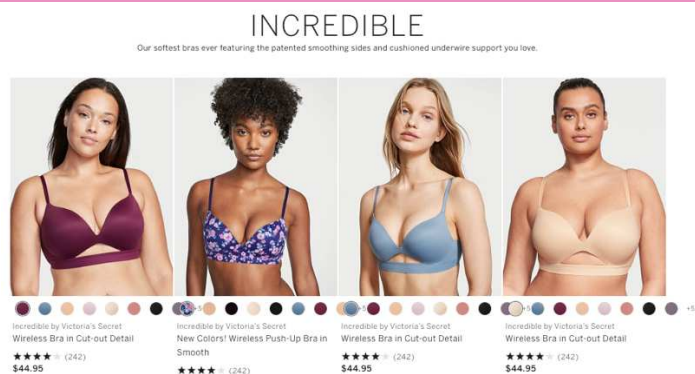 INCREDIBLE
Our softest bras ever featuring the patented smoothing sides and cushioned underwire support you love.
+5
+5
+5
+5
Incredible by Victoria's Secret
Wireless Bra in Cut-out Detail
(242)
$44.95
Incredible by Victoria's Secret
New Colors! Wireless Push-Up Bra in
Smooth
(242)
Incredible by Victoria's Secret
Wireless Bra in Cut-out Detail
(242)
$44.95
Incredible by Victoria's Secret
Wireless Bra in Cut-out Detail
(242)
$44.95